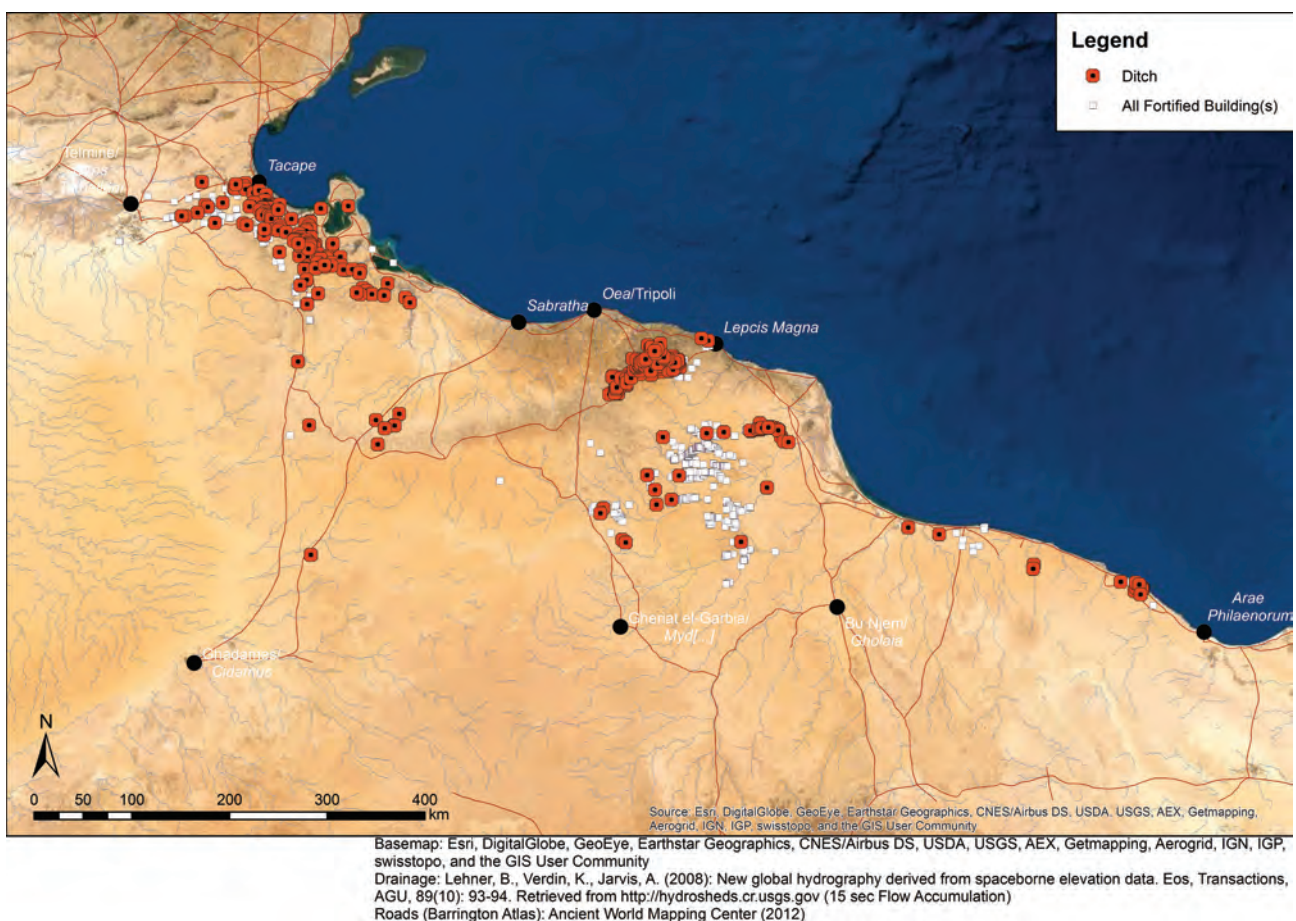 Legend
Ditch
All Fortified Building(s)
Telmine/
Tacape
Sabratha
Oea/Tripoli
Lepcis Magna
Arae
Philaenorum
Gheriat el-Garbia/
Myd[...]
Bu Njem/
Gholaia
Ghadames/
Cidamus
N
0 50 100 200 300 400
km
Source: Esri, DigitalGlobe, GeoEye, Earthstar Geographics, CNES/Airbus DS, USDA, USGS, AEX, Getmapping,
Aerogrid, IGN, IGP, swisstopo, and the GIS User Community
Basemap: Esri, DigitalGlobe, GeoEye, Earthstar Geographics, CNES/Airbus DS, USDA, USGS, AEX, Getmapping, Aerogrid, IGN, IGP,
swisstopo, and the GIS User Community
Drainage: Lehner, B., Verdin, K., Jarvis, A. (2008): New global hydrography derived from spaceborne elevation data. Eos, Transactions,
AGU, 89(10): 93-94. Retrieved from http://hydrosheds.cr.usgs.gov (15 sec Flow Accumulation)
Roads (Barrington Atlas): Ancient World Mapping Center (2012)